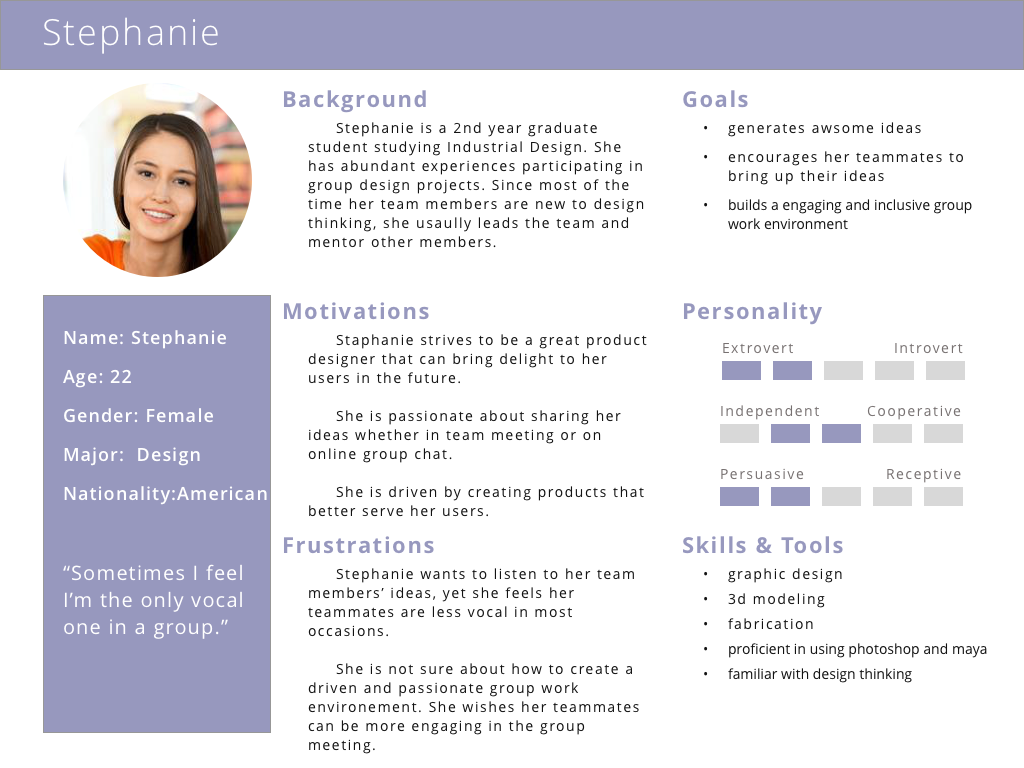 Stephanie
Name: Stephanie
Age: 22
Gender: Female
Major:  Design
Nationality:American
“Sometimes I feel
I’m the only vocal
one in a group.”
Background
Stephanie is a 2nd year graduate
student studying Industrial Design. She
has abundant experiences participating in
group design projects. Since most of the
time her team members are new to design
thinking, she usaully leads the team and
mentor other members.
Motivations
Staphanie strives to be a great product
designer that can bring delight to her
users in the future.
She is passionate about sharing her
ideas whether in team meeting or on
online group chat.
She is driven by creating products that
better serve her users.
Frustrations
Stephanie wants to listen to her team
members’ ideas, yet she feels her
teammates are less vocal in most
occasions.
She is not sure about how to create a
driven and passionate group work
environement. She wishes her teammates
can be more engaging in the group
meeting.
Goals
• generates awsome ideas
• encourages her teammates to
bring up their ideas
• builds a engaging and inclusive group
work environment
Personality
Extrovert Introvert
Independent Cooperative
Persuasive Receptive
Skills & Tools
• graphic design
• 3d modeling
• fabrication
• proficient in using photoshop and maya
• familiar with design thinking